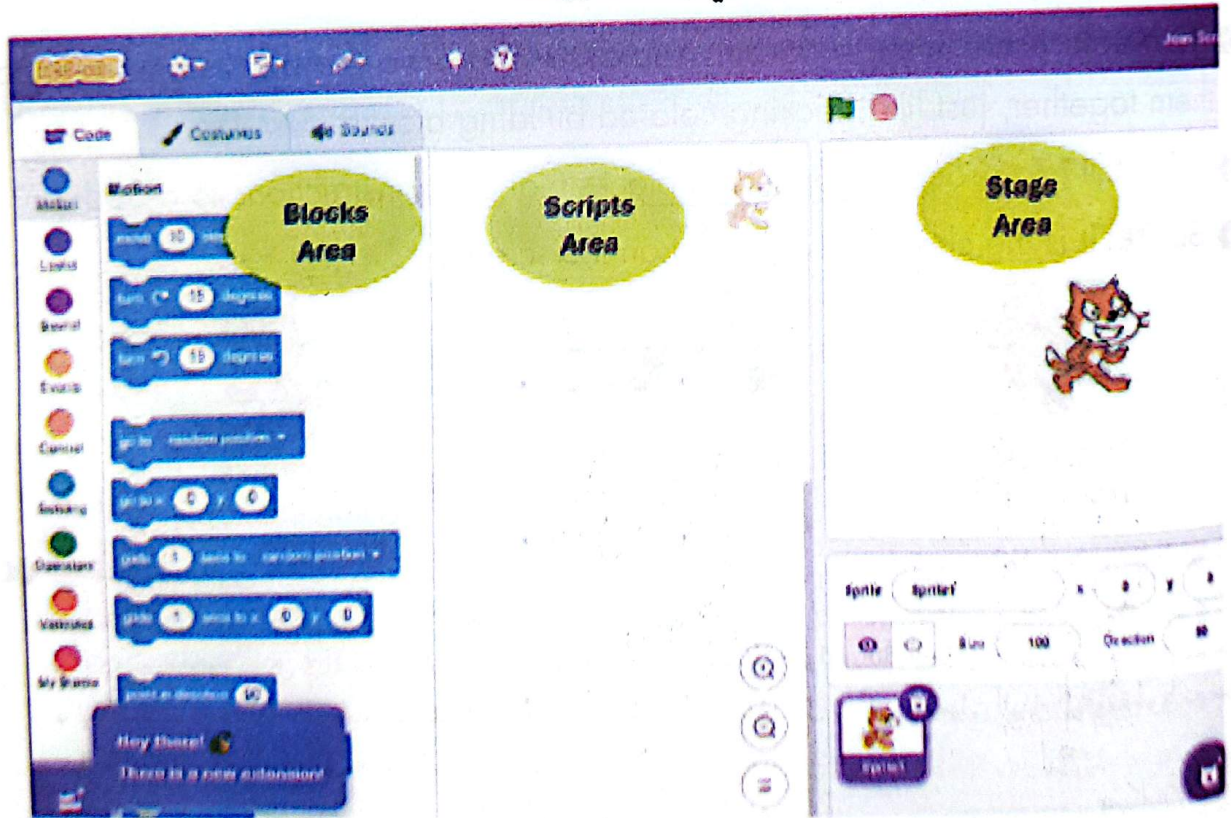 Join Scr
Code
Costumes
Sounds
Motion
Motion
Looks
Sound
Events
Control
Sensing
Operators
Variables
My Blocks
move 10
turn 15 degrees
turn 15 degrees
go to random position
go to x: 0 y: 0
glide 1 secs to random position
glide 1 secs to x: 0 y: 0
point in direction 90
Hey there!
There is a new extension!
Blocks
Area
Scripts
Area
Stage
Area
Sprite Sprite1 x 0 y
Size 100 Direction 90
Sprite1